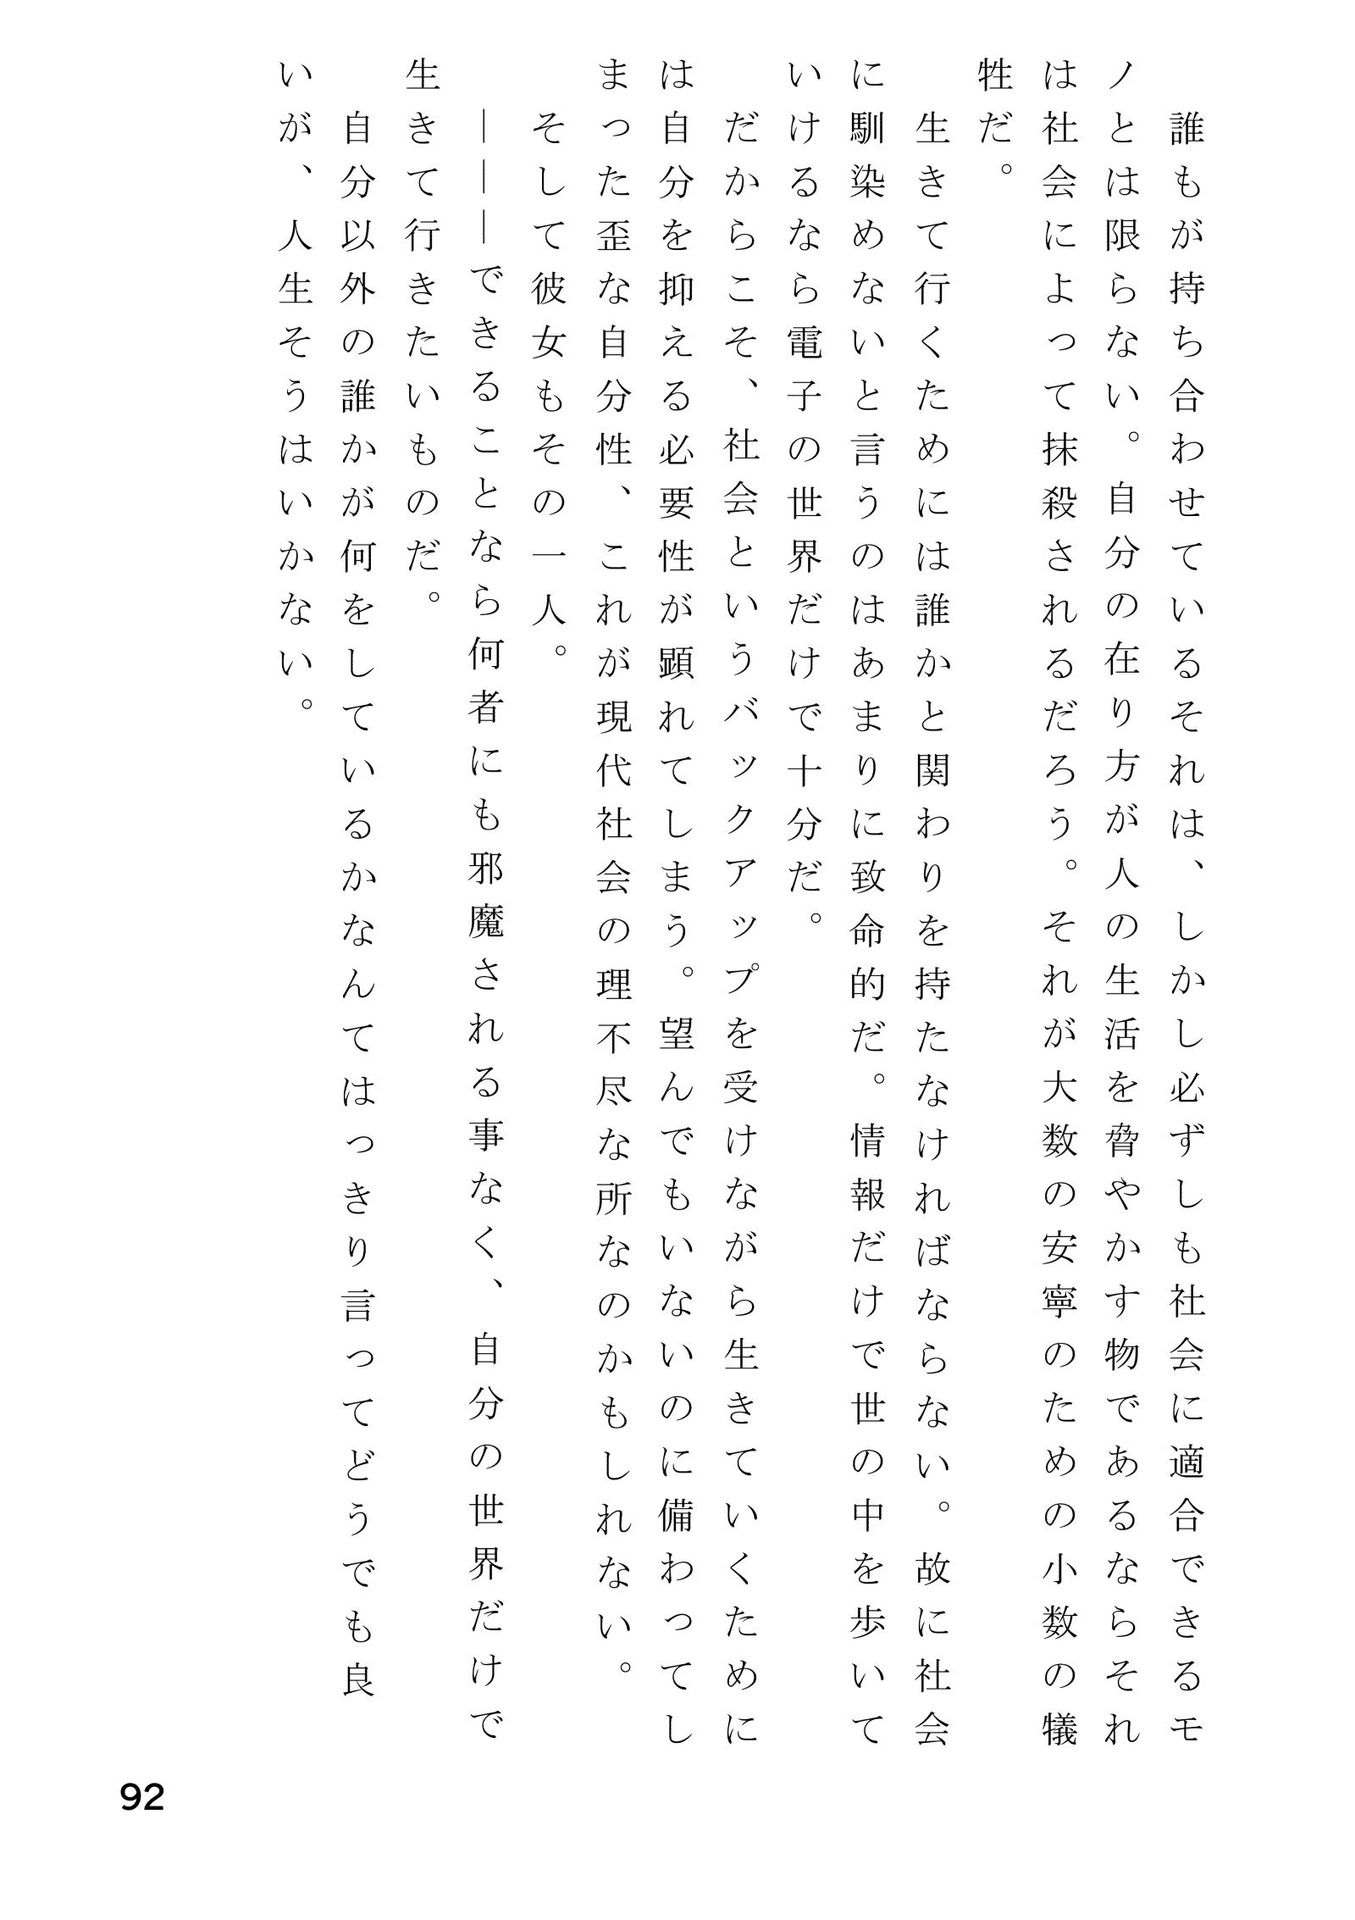 誰もが持ち合わせているそれは、しかし必ずしも社会に適合できるモ
ノとは限らない。自分の在り方が人の生活を脅やかす物であるならそれ
は社会によって抹殺されるだろう。それが大数の安寧のための小数の犠
牲だ。
　生きて行くためには誰かと関わりを持たなければならない。故に社会
に馴染めないと言うのはあまりに致命的だ。情報だけで世の中を歩いて
いけるなら電子の世界だけで十分だ。
　だからこそ、社会というバックアップを受けながら生きていくために
は自分を抑える必要性が顕れてしまう。望んでもいないのに備わってし
まった歪な自分性、これが現代社会の理不尽な所なのかもしれない。
　そして彼女もその一人。
　―――できることなら何者にも邪魔される事なく、自分の世界だけで
生きて行きたいものだ。
　自分以外の誰かが何をしているかなんてはっきり言ってどうでも良
いが、人生そうはいかない。
92